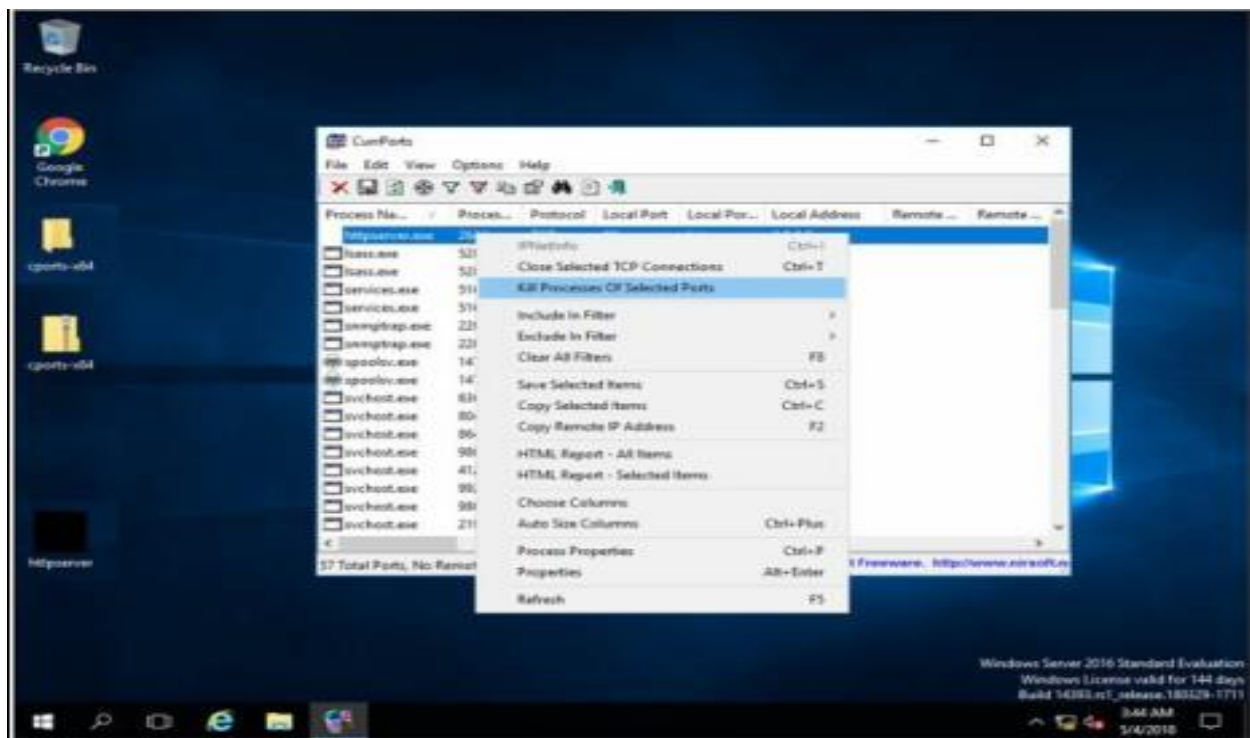 Recycle Bin
Google
Chrome
cports-x64
cports-x64
httpserver
CurrPorts
File Edit View Options Help
Process Na... / Proces... Protocol Local Port Local Por... Local Address Remote ... Remote ...
httpserver.exe
lsass.exe
lsass.exe
services.exe
services.exe
snmptrap.exe
snmptrap.exe
spoolsv.exe
spoolsv.exe
svchost.exe
svchost.exe
svchost.exe
svchost.exe
svchost.exe
svchost.exe
svchost.exe
svchost.exe
57 Total Ports, No Remot
IPNetInfo Ctrl+I
Close Selected TCP Connections Ctrl+T
Kill Processes Of Selected Ports
Include In Filter
Exclude In Filter
Clear All Filters F8
Save Selected Items Ctrl+S
Copy Selected Items Ctrl+C
Copy Remote IP Address F2
HTML Report - All Items
HTML Report - Selected Items
Choose Columns
Auto Size Columns Ctrl+Plus
Process Properties Ctrl+P
Properties Alt+Enter
Refresh F5
t Freeware. http://www.nirsoft.n
Windows Server 2016 Standard Evaluation
Windows License valid for 144 days
Build 14393.rs1_release.180329-1711
3:44 AM
5/4/2018